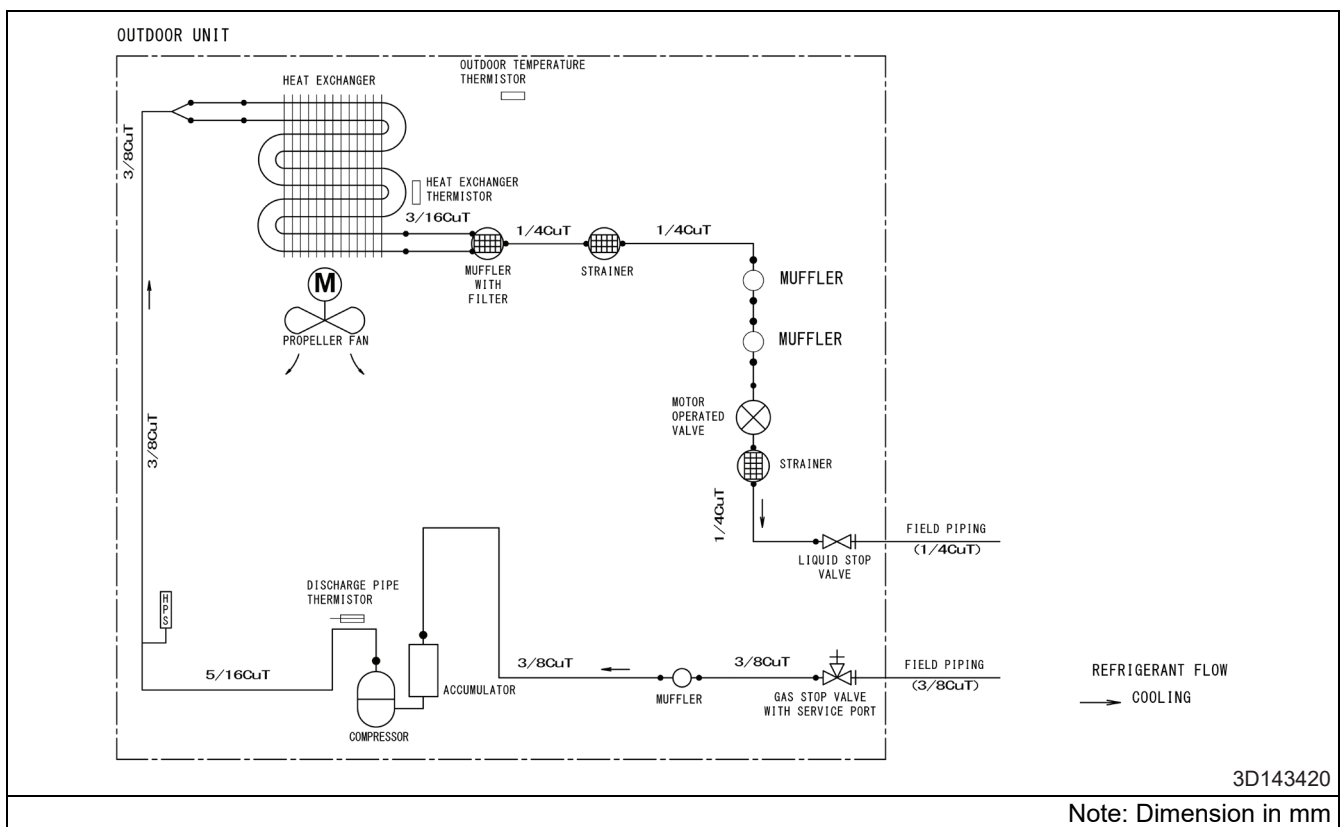 OUTDOOR UNIT
OUTDOOR TEMPERATURE
THERMISTOR
HEAT EXCHANGER
3/8CuT
HEAT EXCHANGER
THERMISTOR
3/16CuT
1/4CuT
1/4CuT
MUFFLER
WITH
FILTER
STRAINER
MUFFLER
M
PROPELLER FAN
MUFFLER
MOTOR
OPERATED
VALVE
3/8CuT
STRAINER
1/4CuT
FIELD PIPING
(1/4CuT)
LIQUID STOP
VALVE
DISCHARGE PIPE
THERMISTOR
HPS
5/16CuT
ACCUMULATOR
COMPRESSOR
3/8CuT
MUFFLER
3/8CuT
GAS STOP VALVE
WITH SERVICE PORT
FIELD PIPING
(3/8CuT)
REFRIGERANT FLOW
COOLING
3D143420
Note: Dimension in mm